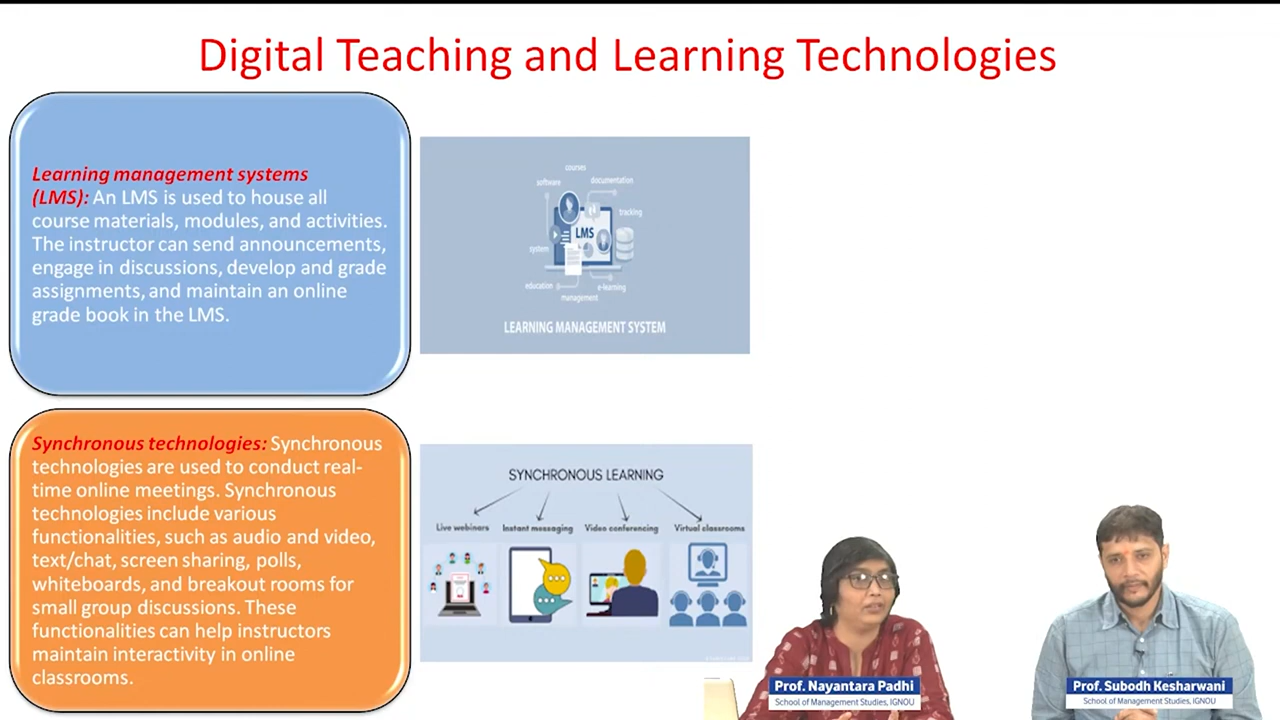 Digital Teaching and Learning Technologies
Learning management systems
(LMS): An LMS is used to house all
course materials, modules, and activities.
The instructor can send announcements,
engage in discussions, develop and grade
assignments, and maintain an online
grade book in the LMS.
courses
software
documentation
tracking
LMS
system
education
e-learning
management
LEARNING MANAGEMENT SYSTEM
Synchronous technologies: Synchronous
technologies are used to conduct real-
time online meetings. Synchronous
technologies include various
functionalities, such as audio and video,
text/chat, screen sharing, polls,
whiteboards, and breakout rooms for
small group discussions. These
functionalities can help instructors
maintain interactivity in online
classrooms.
SYNCHRONOUS LEARNING
Live webinars
Instant messaging
Video conferencing
Virtual classrooms
Prof. Nayantara Padhi
School of Management Studies, IGNOU
Prof. Subodh Kesharwani
School of Management Studies, IGNOU